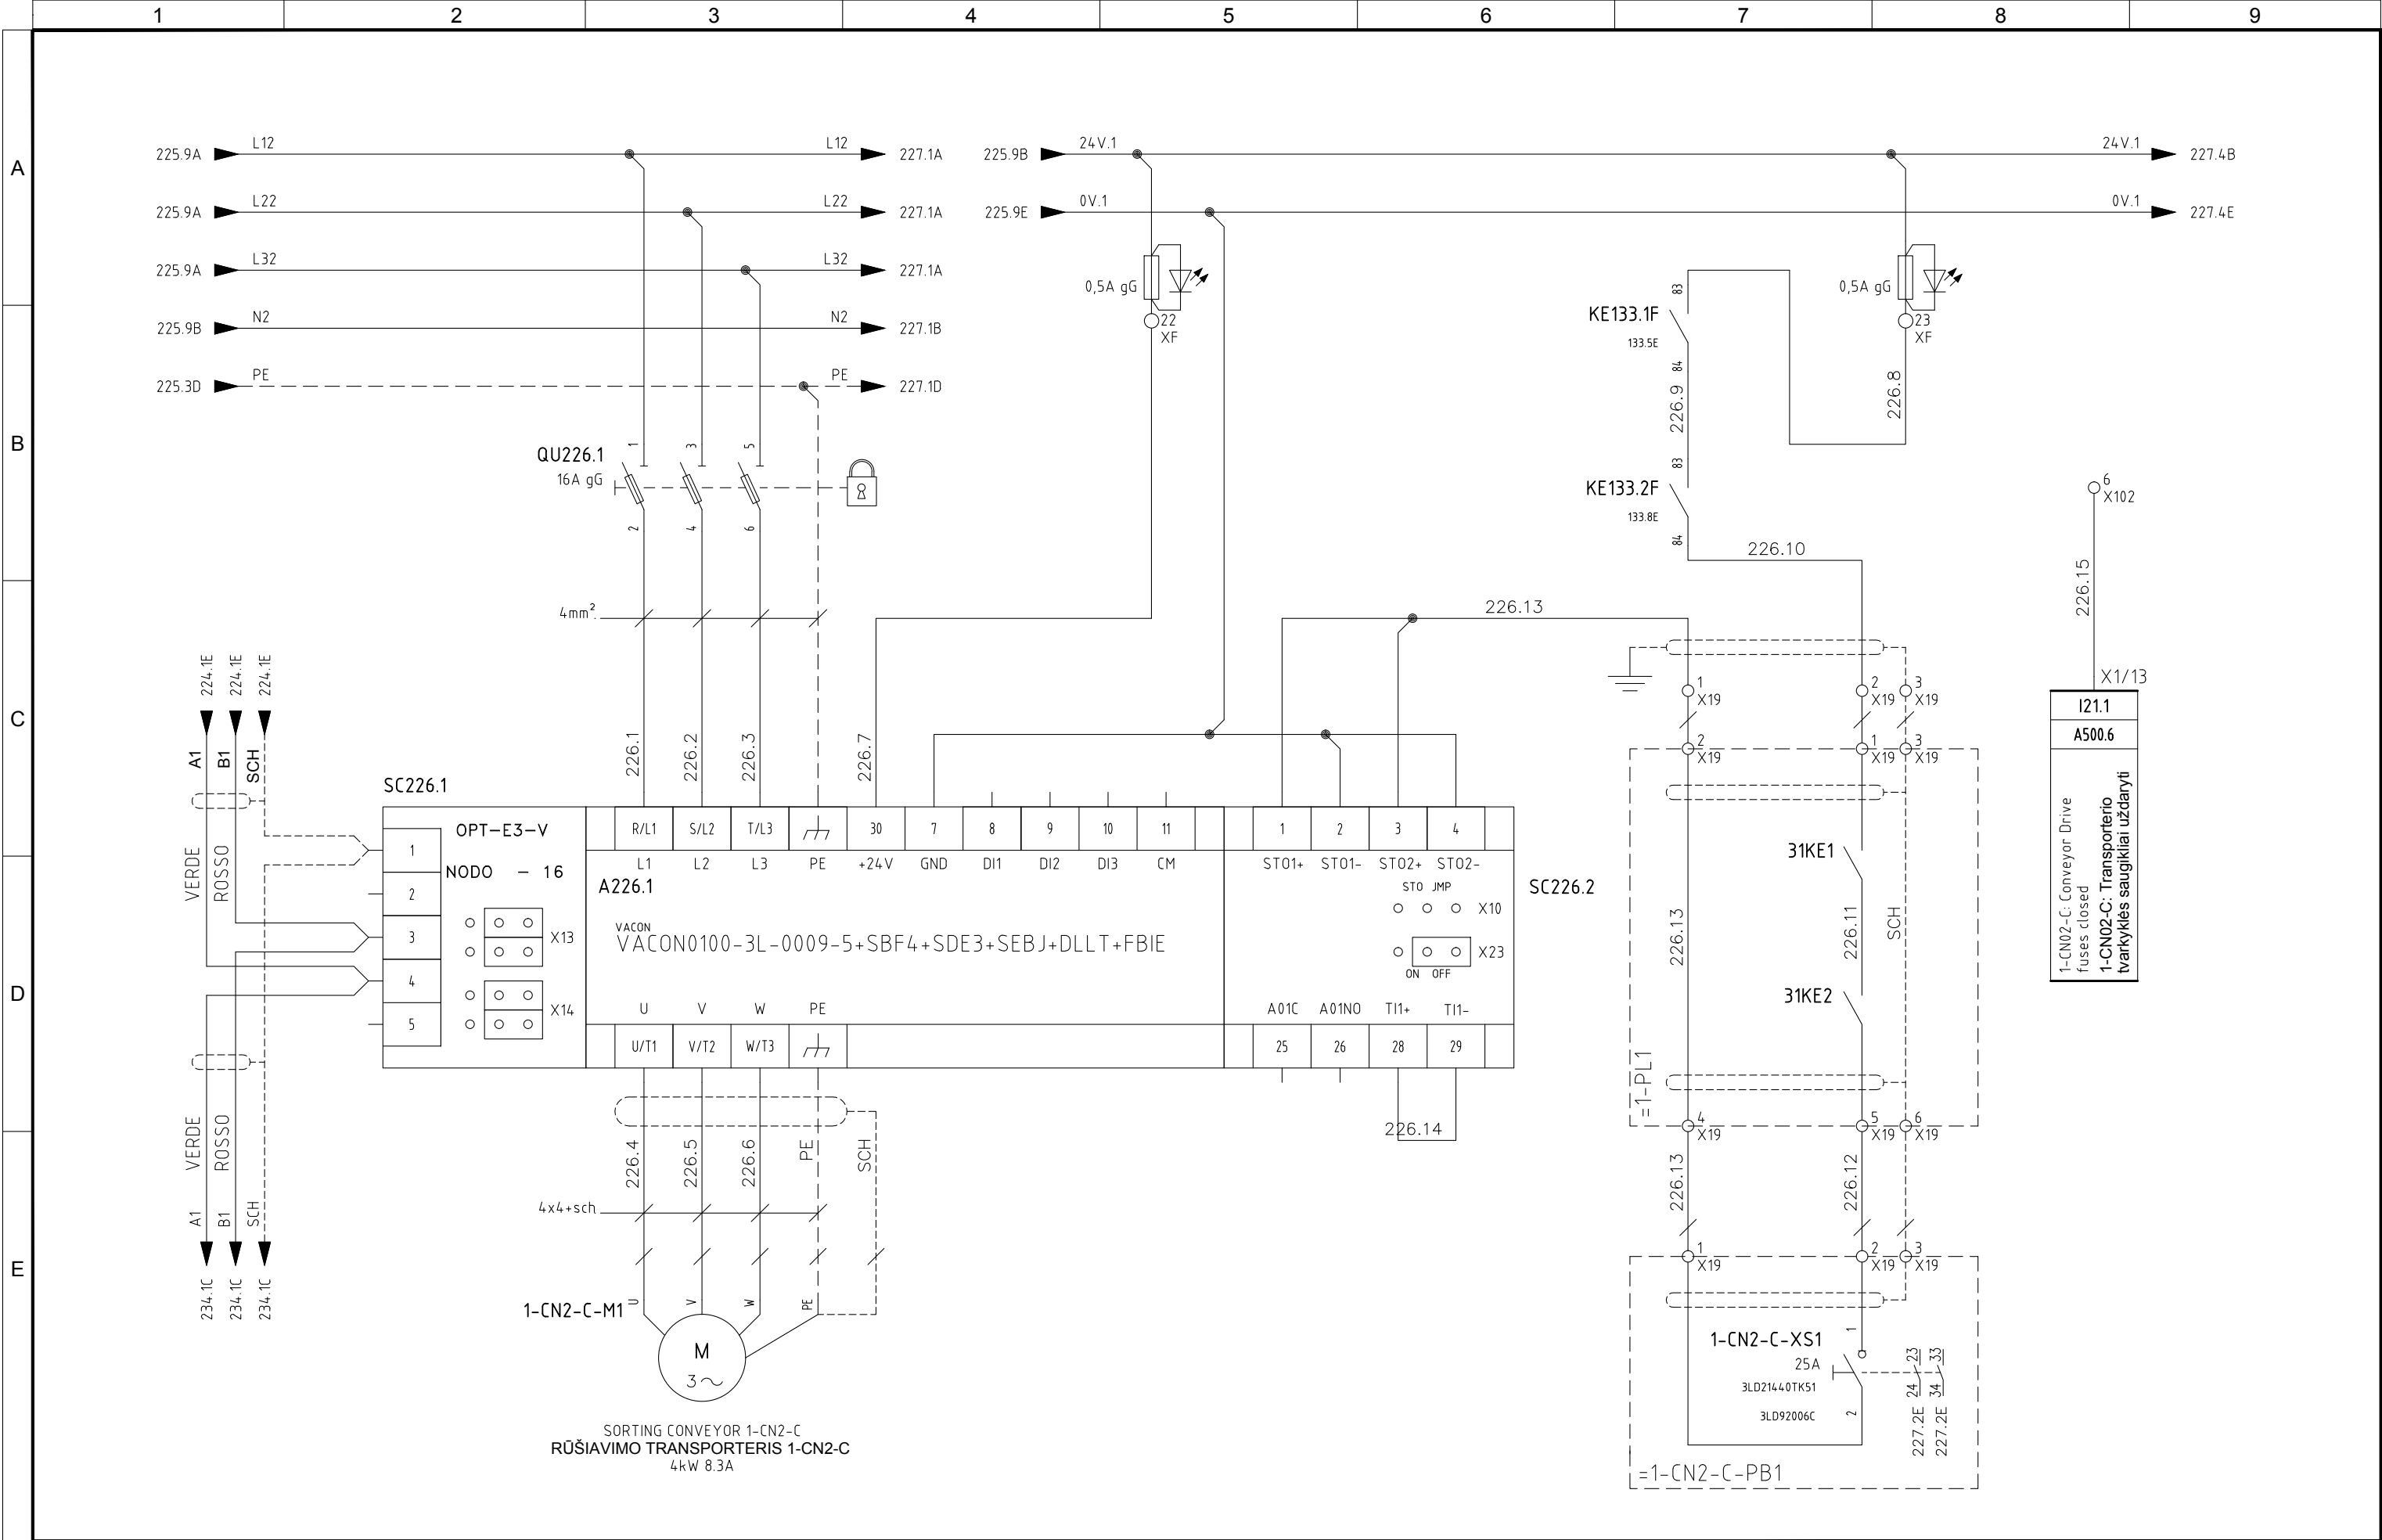 1 2 3 4 5 6 7 8 9
A
B
C
D
E
225.9A L12 L12 227.1A
225.9A L22 L22 227.1A
225.9A L32 L32 227.1A
225.9B N2 N2 227.1B
225.3D PE PE 227.1D
225.9B 24V.1 24V.1 227.4B
225.9E 0V.1 0V.1 227.4E
0,5A gG
22
XF
0,5A gG
23
XF
226.8
KE133.1F
133.5E
83
84
226.9
KE133.2F
133.8E
83
84
226.10
QU226.1
16A gG
1 3 5
2 4 6
4mm².
226.1 226.2 226.3 226.7
226.13
6
X102
226.15
X1/13
I21.1
A500.6
1-CN02-C: Conveyor Drive
fuses closed
1-CN02-C: Transporterio
tvarkyklės saugikliai uždaryti
224.1E 224.1E 224.1E
A1 B1 SCH
VERDE ROSSO
SC226.1
OPT-E3-V
NODO - 16
1
2
3
4
5
X13
X14
R/L1 S/L2 T/L3 30 7 8 9 10 11 1 2 3 4
L1 L2 L3 PE +24V GND DI1 DI2 DI3 CM STO1+ STO1- STO2+ STO2-
A226.1
SC226.2
STO JMP
X10
X23
ON OFF
VACON
VACON0100-3L-0009-5+SBF4+SDE3+SEBJ+DLLT+FBIE
U V W PE A01C A01NO TI1+ TI1-
U/T1 V/T2 W/T3 25 26 28 29
226.14
226.4 226.5 226.6 PE SCH
4x4+sch
VERDE ROSSO
A1 B1 SCH
234.1C 234.1C 234.1C
1-CN2-C-M1
U V W PE
M
3
SORTING CONVEYOR 1-CN2-C
RŪŠIAVIMO TRANSPORTERIS 1-CN2-C
4kW 8.3A
1 X19 2 X19 3 X19
2 X19 1 X19 3 X19
31KE1
226.13 226.11 SCH
31KE2
=1-PL1
4 X19 5 X19 6 X19
226.13 226.12
1 X19 2 X19 3 X19
1-CN2-C-XS1
25A
3LD21440TK51
3LD92006C
1
2
23 33
24 34
227.2E 227.2E
=1-CN2-C-PB1